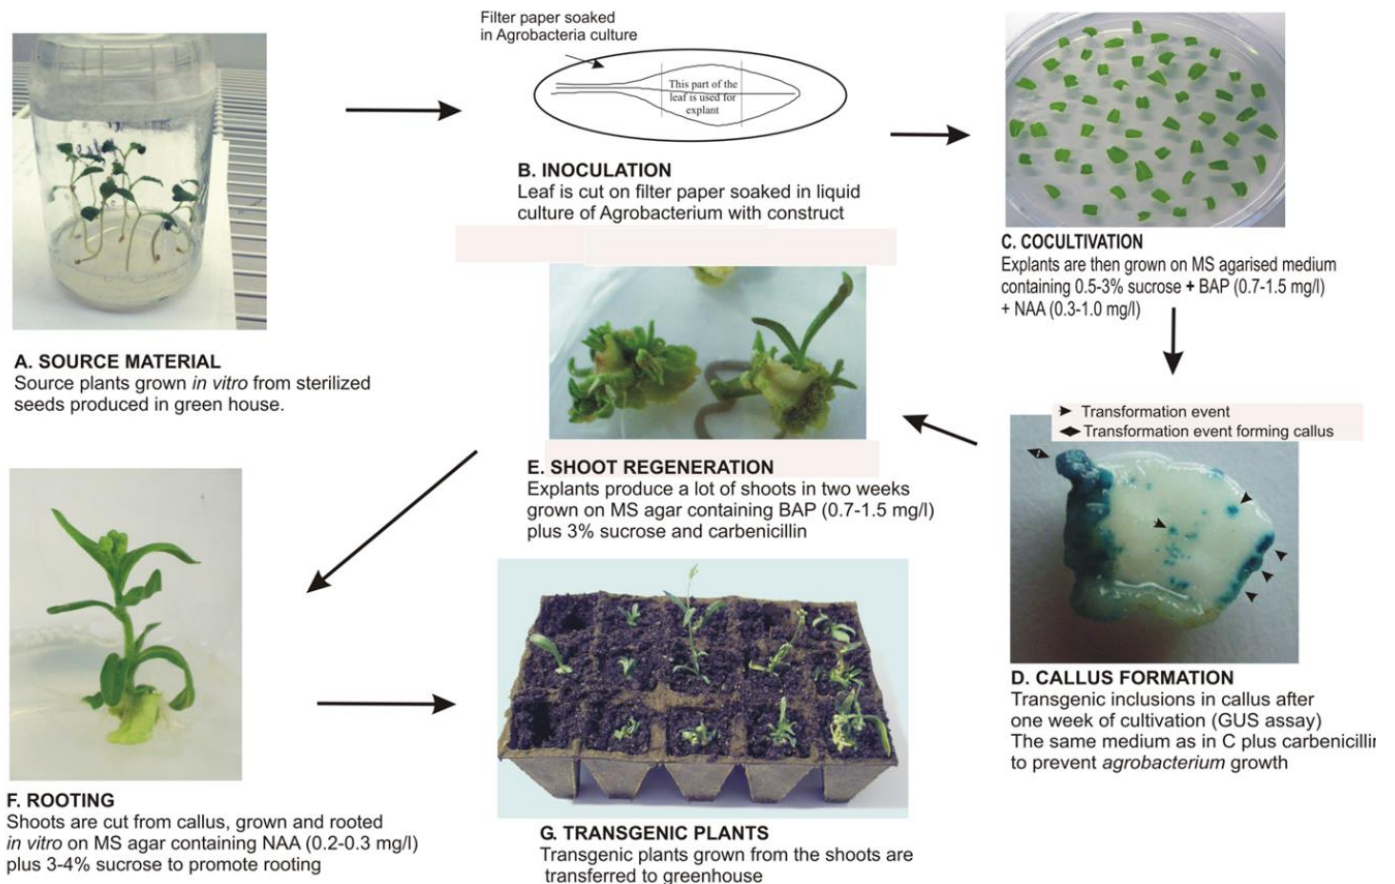 Filter paper soaked
in Agrobacteria culture
This part of the
leaf is used for
explant
A. SOURCE MATERIAL
Source plants grown in vitro from sterilized
seeds produced in green house.
B. INOCULATION
Leaf is cut on filter paper soaked in liquid
culture of Agrobacterium with construct
C. COCULTIVATION
Explants are then grown on MS agarised medium
containing 0.5-3% sucrose + BAP (0.7-1.5 mg/l)
+ NAA (0.3-1.0 mg/l)
Transformation event
Transformation event forming callus
D. CALLUS FORMATION
Transgenic inclusions in callus after
one week of cultivation (GUS assay)
The same medium as in C plus carbenicillin
to prevent agrobacterium growth
E. SHOOT REGENERATION
Explants produce a lot of shoots in two weeks
grown on MS agar containing BAP (0.7-1.5 mg/l)
plus 3% sucrose and carbenicillin
F. ROOTING
Shoots are cut from callus, grown and rooted
in vitro on MS agar containing NAA (0.2-0.3 mg/l)
plus 3-4% sucrose to promote rooting
G. TRANSGENIC PLANTS
Transgenic plants grown from the shoots are
transferred to greenhouse